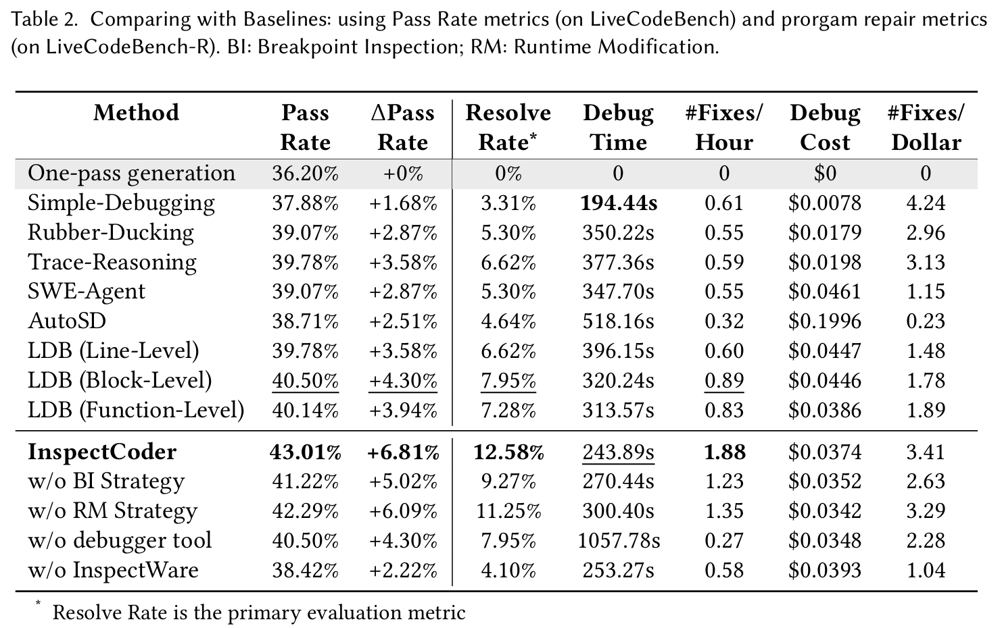 Table 2. Comparing with Baselines: using Pass Rate metrics (on LiveCodeBench) and prorgam repair metrics
(on LiveCodeBench-R). BI: Breakpoint Inspection; RM: Runtime Modification.
Method Pass Rate ΔPass Rate Resolve Rate* Debug Time #Fixes/Hour Debug Cost #Fixes/Dollar
One-pass generation 36.20% +0% 0% 0 0 $0 0
Simple-Debugging 37.88% +1.68% 3.31% 194.44s 0.61 $0.0078 4.24
Rubber-Ducking 39.07% +2.87% 5.30% 350.22s 0.55 $0.0179 2.96
Trace-Reasoning 39.78% +3.58% 6.62% 377.36s 0.59 $0.0198 3.13
SWE-Agent 39.07% +2.87% 5.30% 347.70s 0.55 $0.0461 1.15
AutoSD 38.71% +2.51% 4.64% 518.16s 0.32 $0.1996 0.23
LDB (Line-Level) 39.78% +3.58% 6.62% 396.15s 0.60 $0.0447 1.48
LDB (Block-Level) 40.50% +4.30% 7.95% 320.24s 0.89 $0.0446 1.78
LDB (Function-Level) 40.14% +3.94% 7.28% 313.57s 0.83 $0.0386 1.89
InspectCoder 43.01% +6.81% 12.58% 243.89s 1.88 $0.0374 3.41
w/o BI Strategy 41.22% +5.02% 9.27% 270.44s 1.23 $0.0352 2.63
w/o RM Strategy 42.29% +6.09% 11.25% 300.40s 1.35 $0.0342 3.29
w/o debugger tool 40.50% +4.30% 7.95% 1057.78s 0.27 $0.0348 2.28
w/o InspectWare 38.42% +2.22% 4.10% 253.27s 0.58 $0.0393 1.04
* Resolve Rate is the primary evaluation metric